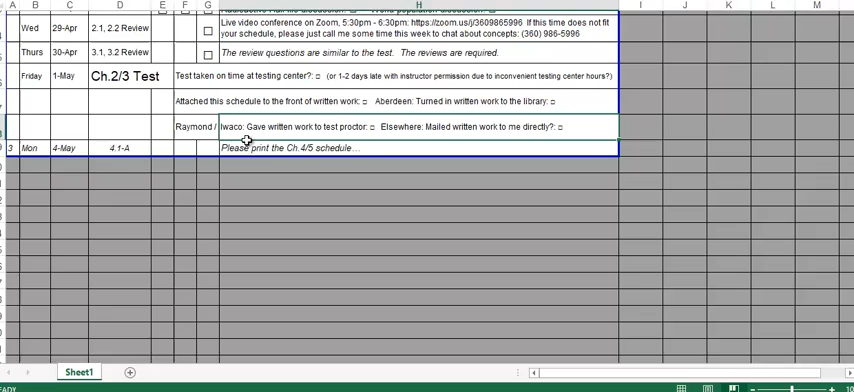 A B C D E F G H I J K L M
Wed 29-Apr 2.1, 2.2 Review Live video conference on Zoom, 5:30pm - 6:30pm: https://zoom.us/j/3609865996 If this time does not fit
your schedule, please just call me some time this week to chat about concepts: (360) 986-5996
Thurs 30-Apr 3.1, 3.2 Review The review questions are similar to the test. The reviews are required.
Friday 1-May Ch.2/3 Test Test taken on time at testing center?: □ (or 1-2 days late with instructor permission due to inconvenient testing center hours?)
Attached this schedule to the front of written work: □ Aberdeen: Turned in written work to the library: □
Raymond / Iwaco: Gave written work to test proctor: □ Elsewhere: Mailed written work to me directly?: □
3 Mon 4-May 4.1-A Please print the Ch.4/5 schedule…
Sheet1